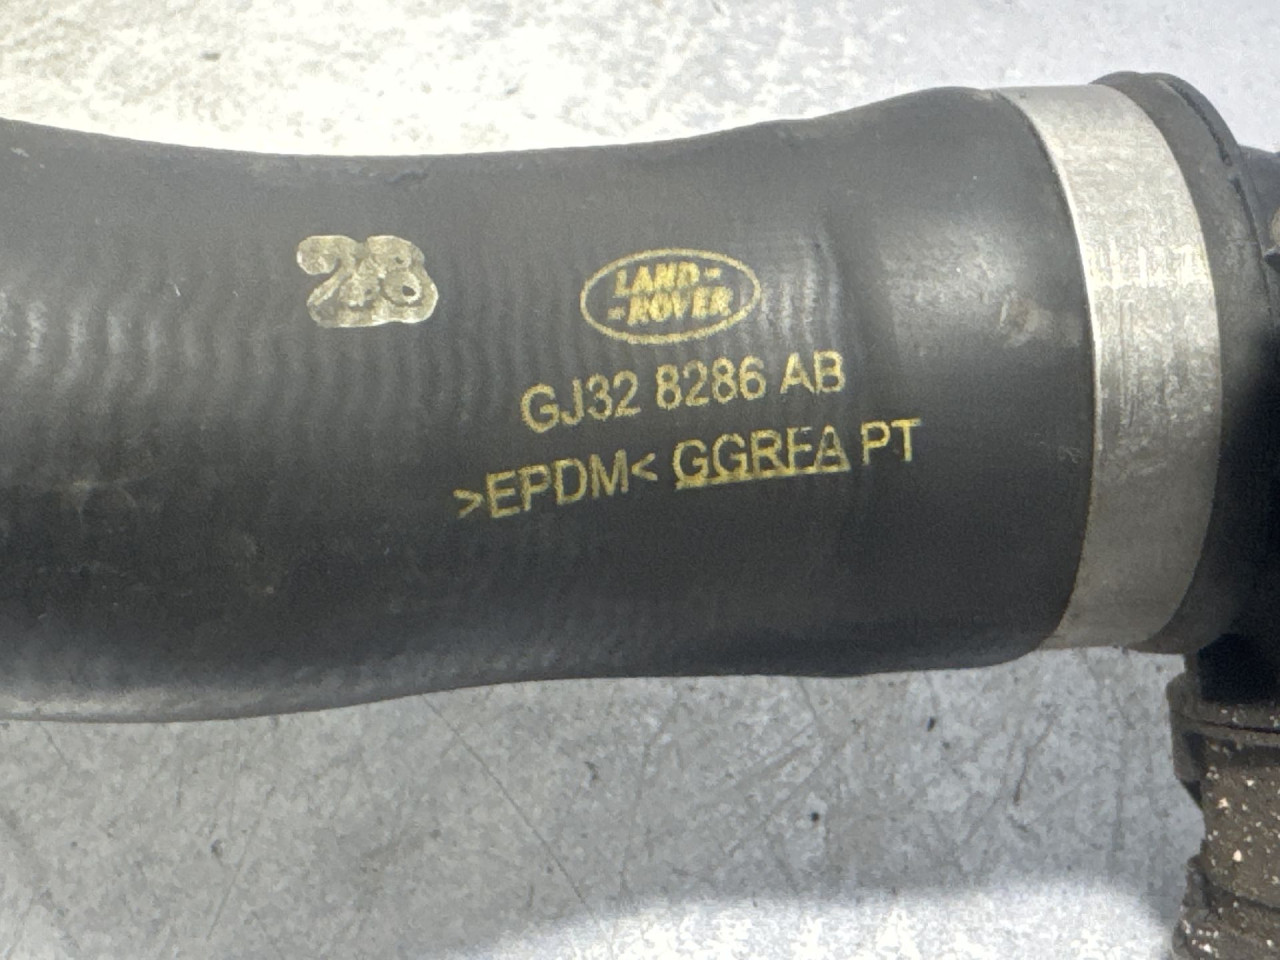 28
LAND-
-ROVER
GJ32 8286 AB
>EPDM< GGRFA PT